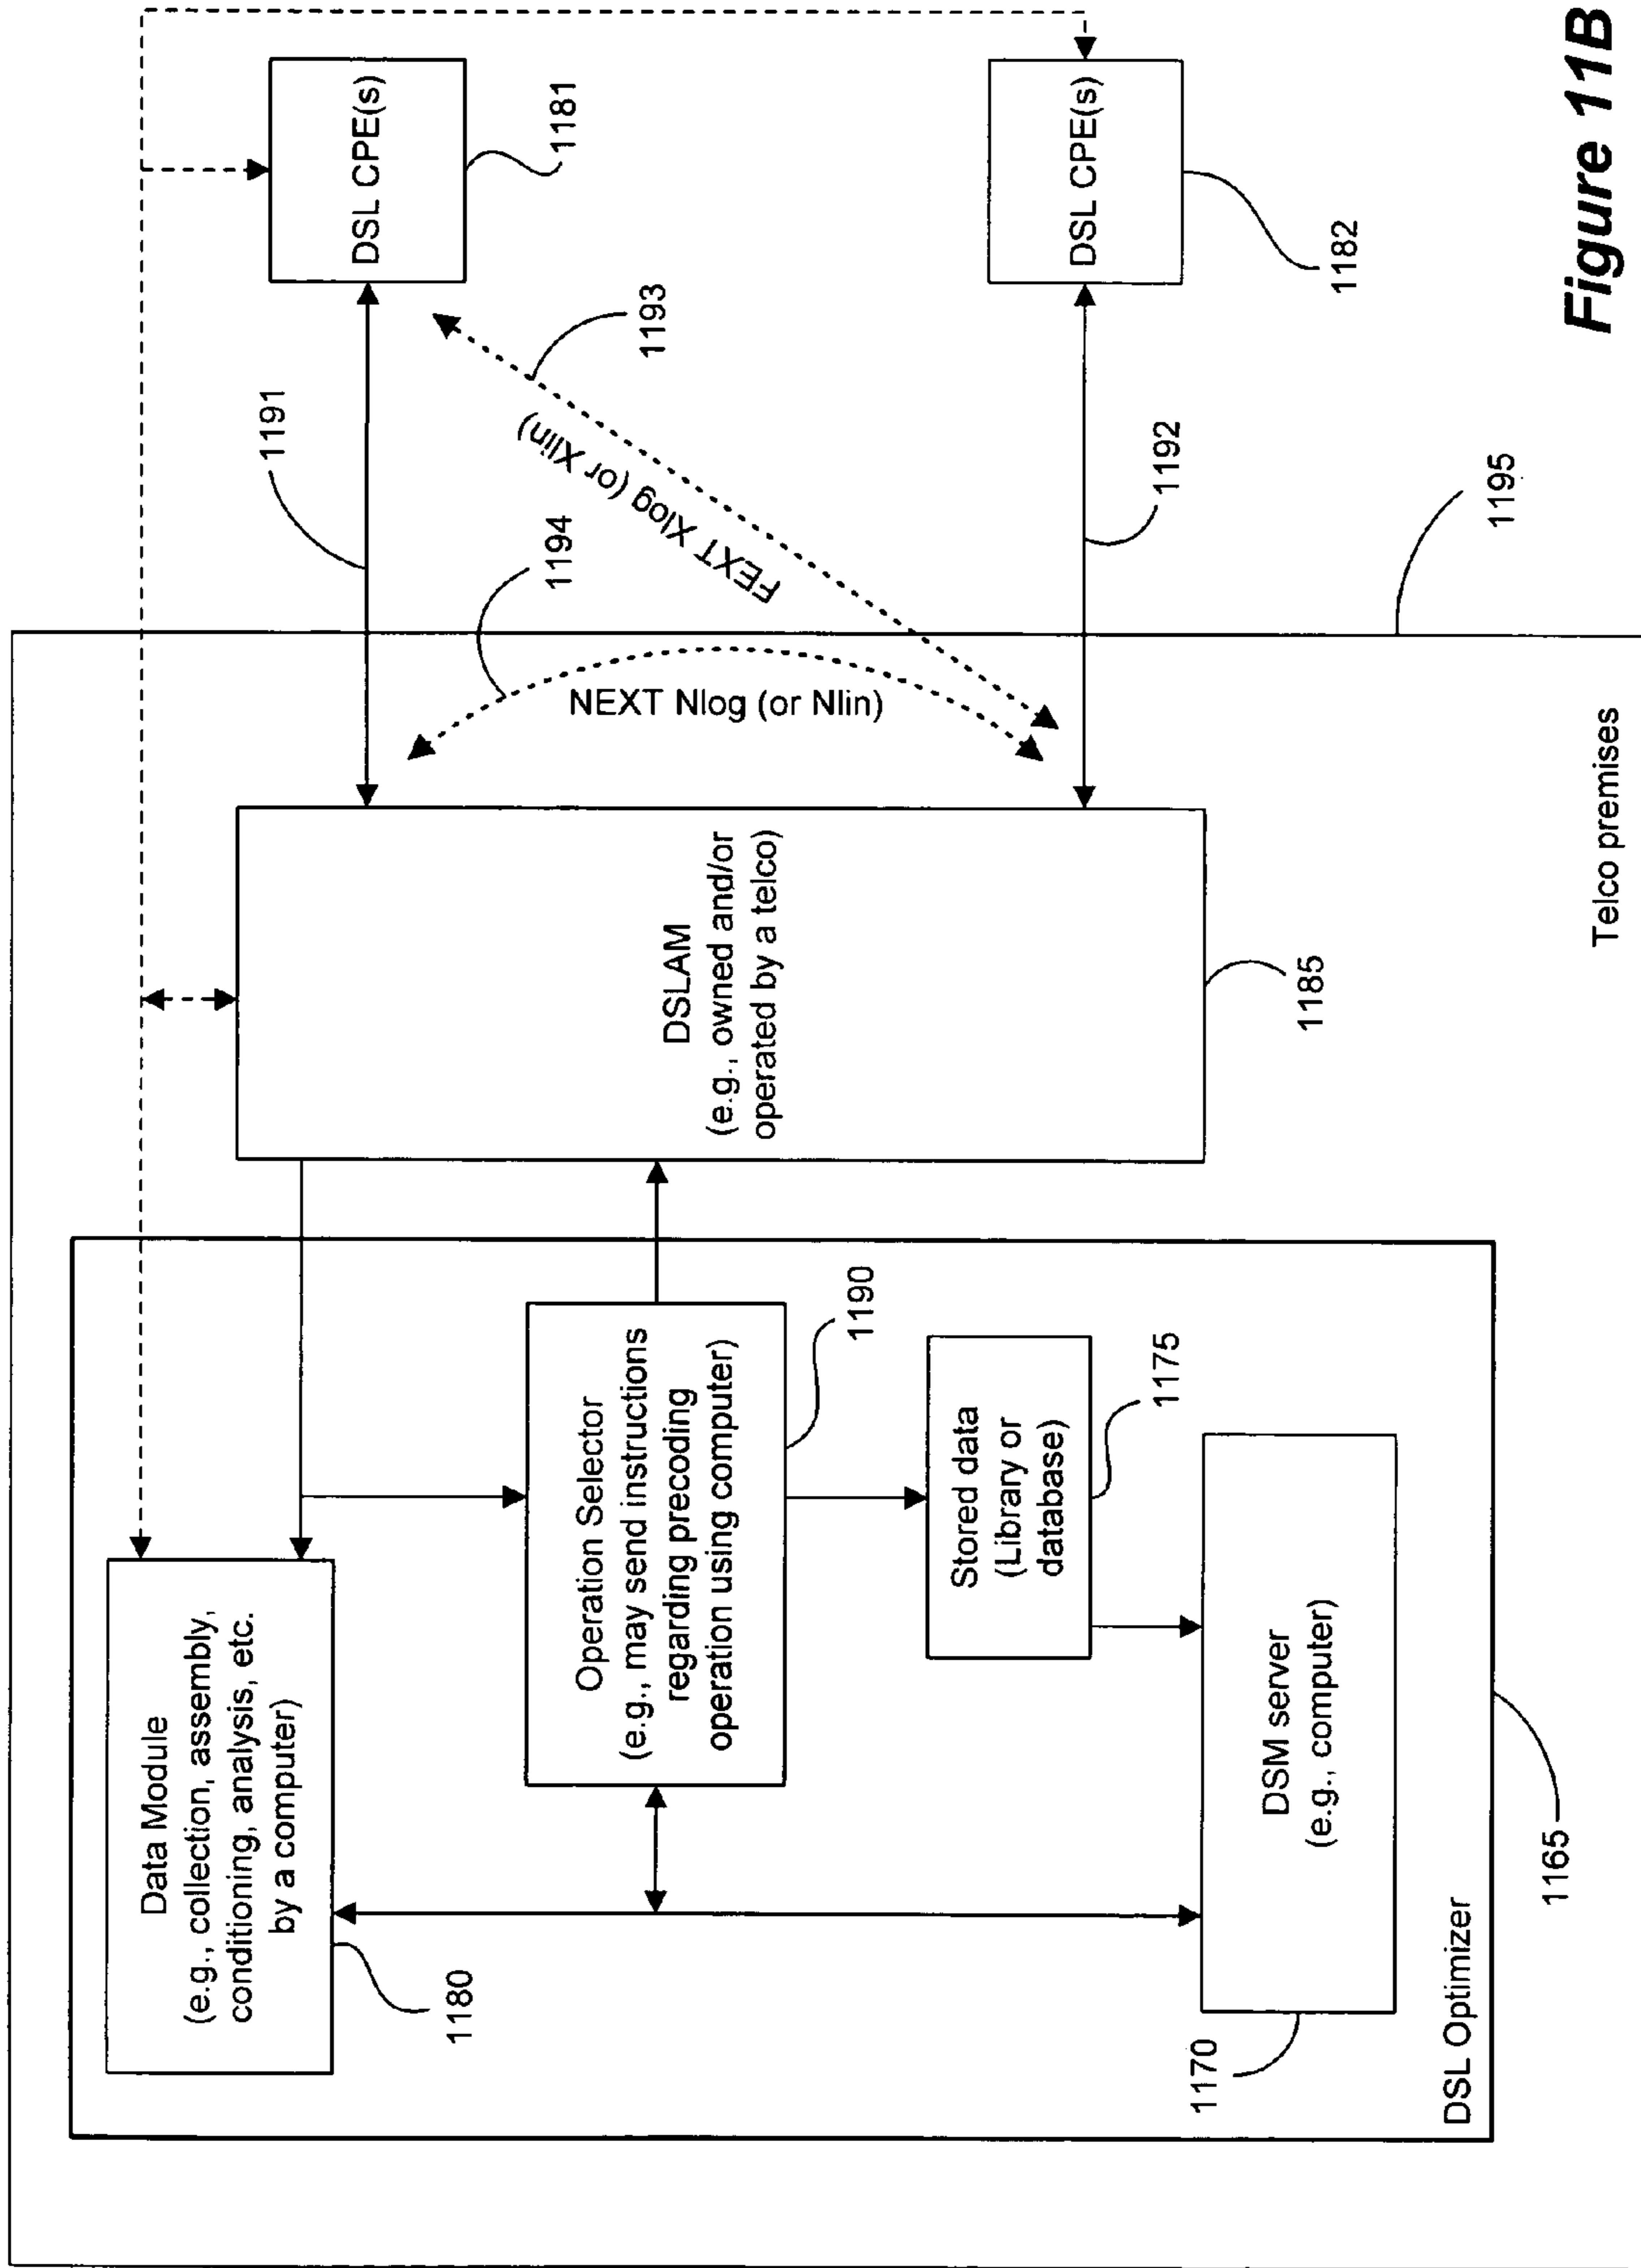 Data Module
(e.g., collection, assembly,
conditioning, analysis, etc.
by a computer)
1180
Operation Selector
(e.g., may send instructions
regarding precoding
operation using computer)
1190
Stored data
(Library or
database)
1175
DSM server
(e.g., computer)
1170
DSL Optimizer
1165
DSLAM
(e.g., owned and/or
operated by a telco)
1185
NEXT Nlog (or Nlin)
1194
FEXT Xlog (or Xlin)
1193
1191
1192
DSL CPE(s)
1181
DSL CPE(s)
1182
1195
Telco premises
Figure 11B